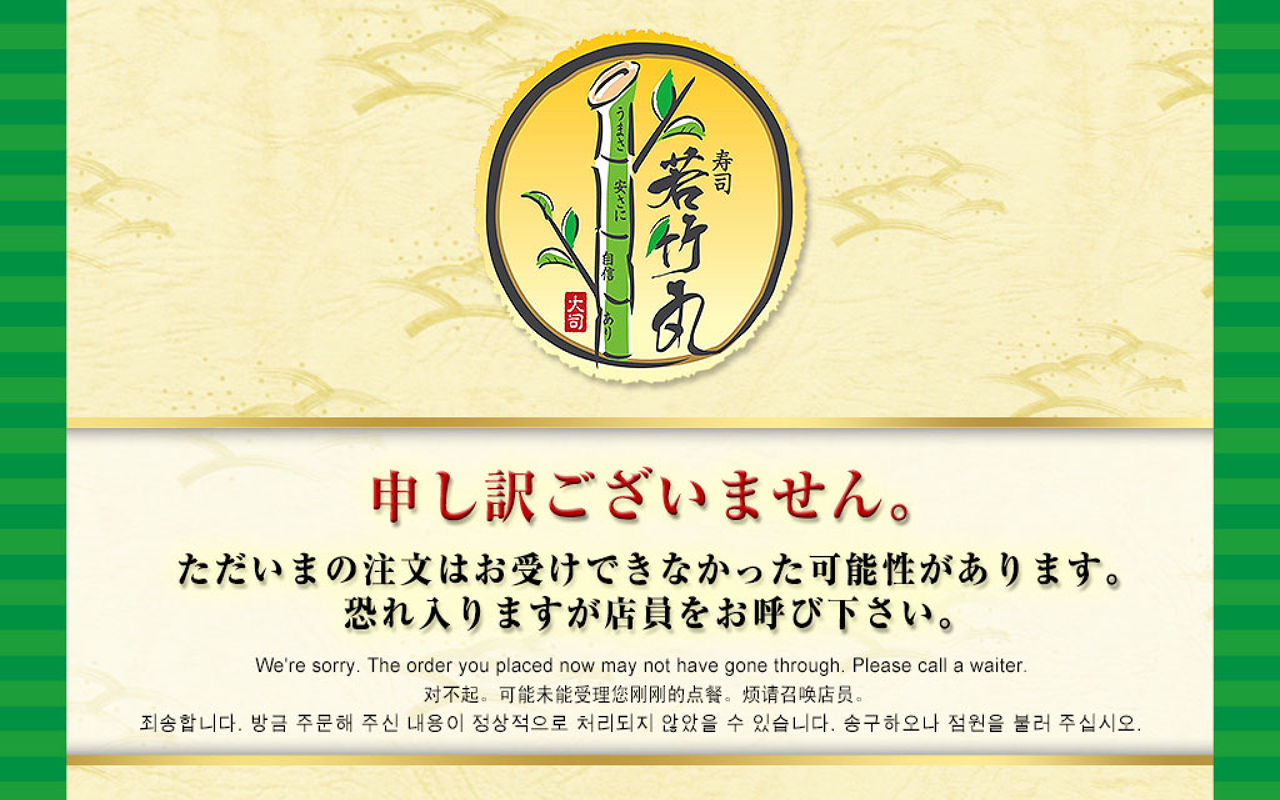 うまさ
安さに
自信
あり
寿司
若竹丸
大司
申し訳ございません。
ただいまの注文はお受けできなかった可能性があります。
恐れ入りますが店員をお呼び下さい。
We're sorry. The order you placed now may not have gone through. Please call a waiter.
对不起。可能未能受理您刚刚的点餐。烦请召唤店员。
죄송합니다. 방금 주문해 주신 내용이 정상적으로 처리되지 않았을 수 있습니다. 송구하오나 점원을 불러 주십시오.